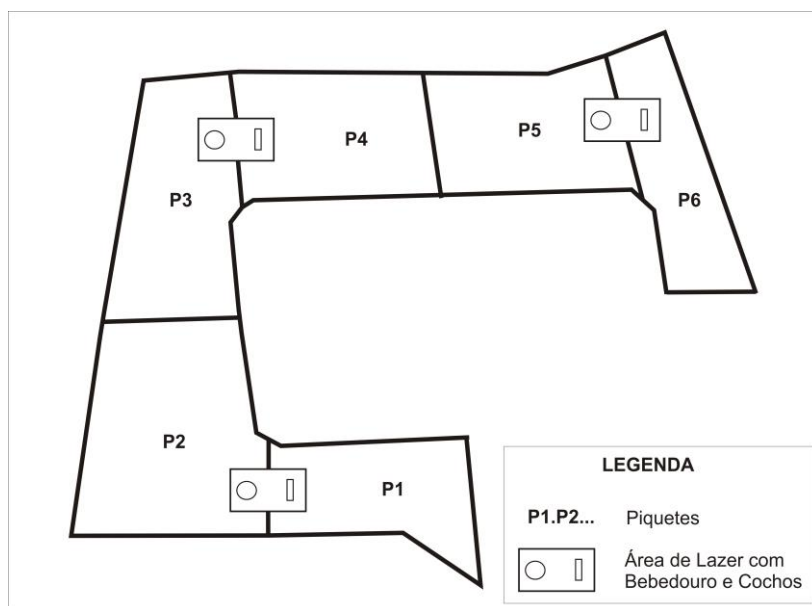 P4
P5
P3
P6
P2
P1
LEGENDA
P1.P2... Piquetes
Área de Lazer com
Bebedouro e Cochos